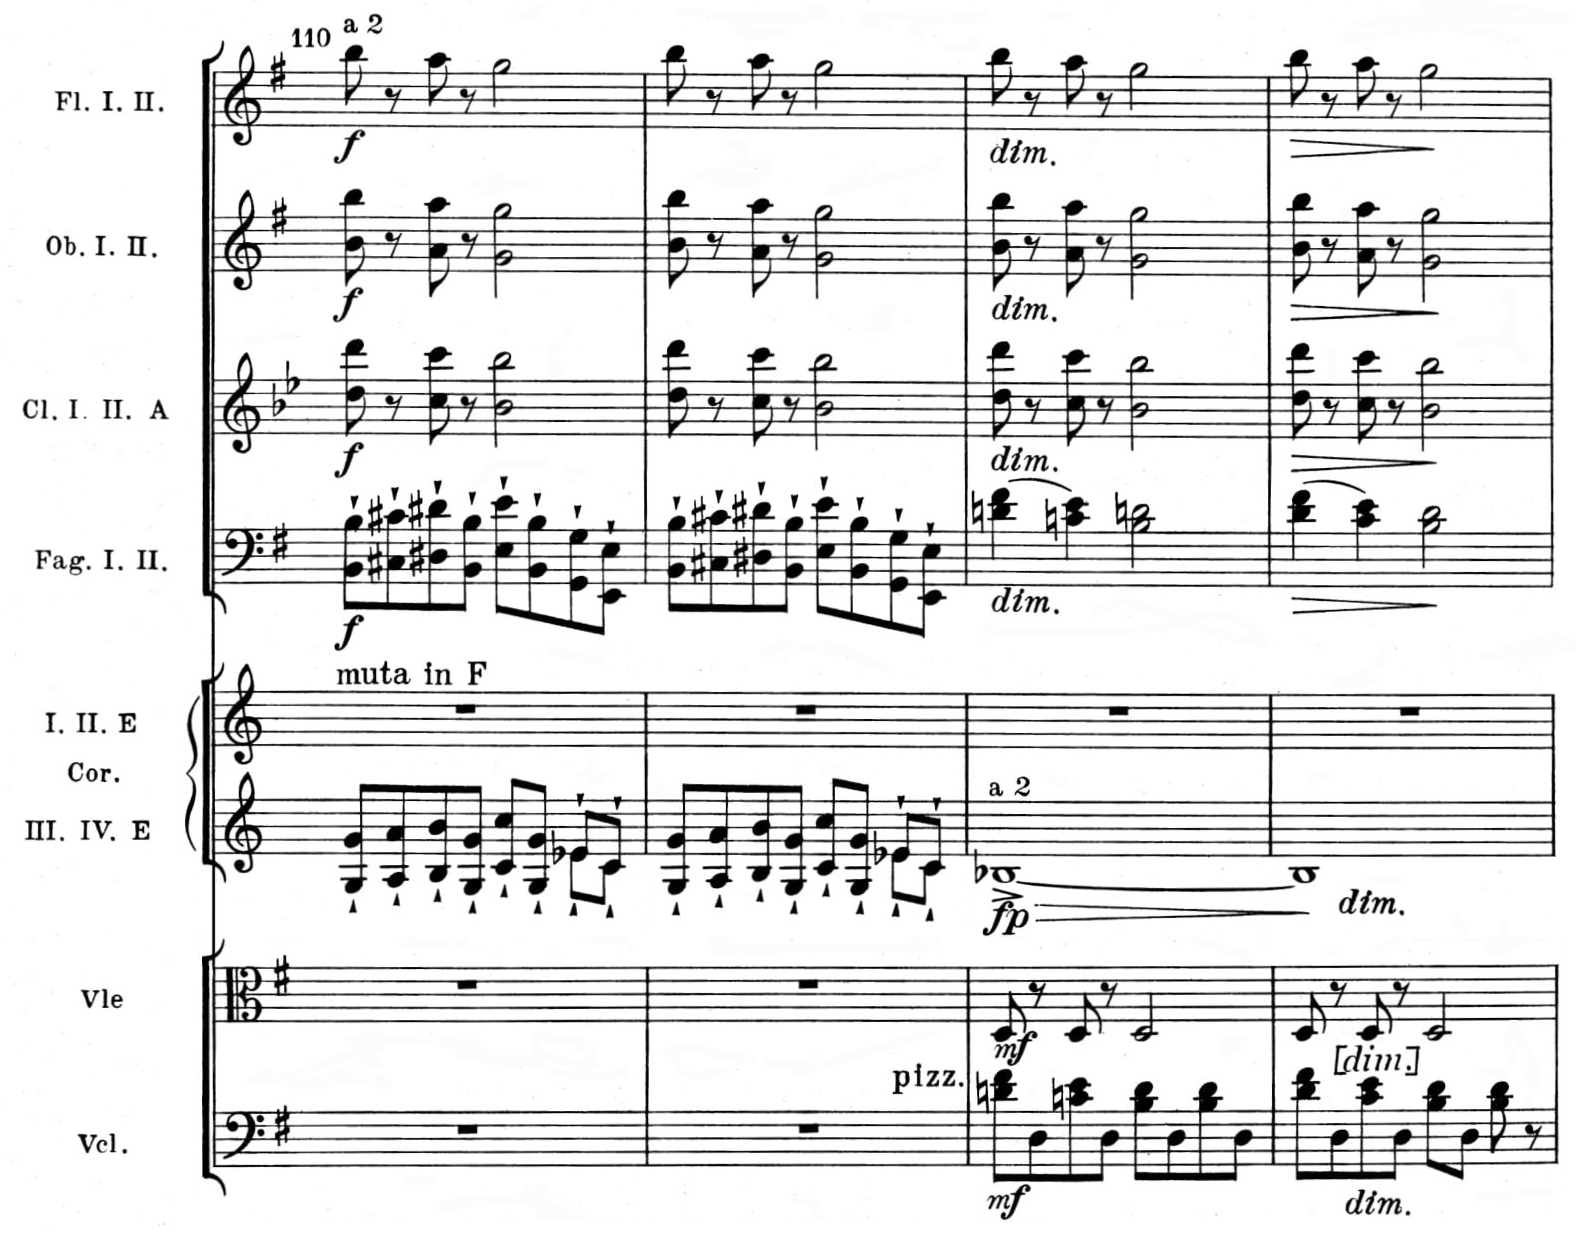 110 a 2
Fl. I. II.
f
dim.
Ob. I. II.
f
dim.
Cl. I. II. A
f
dim.
Fag. I. II.
f
dim.
muta in F
I. II. E
Cor.
a 2
III. IV. E
fp
dim.
Vle
mf
[dim.]
pizz.
Vcl.
mf
dim.